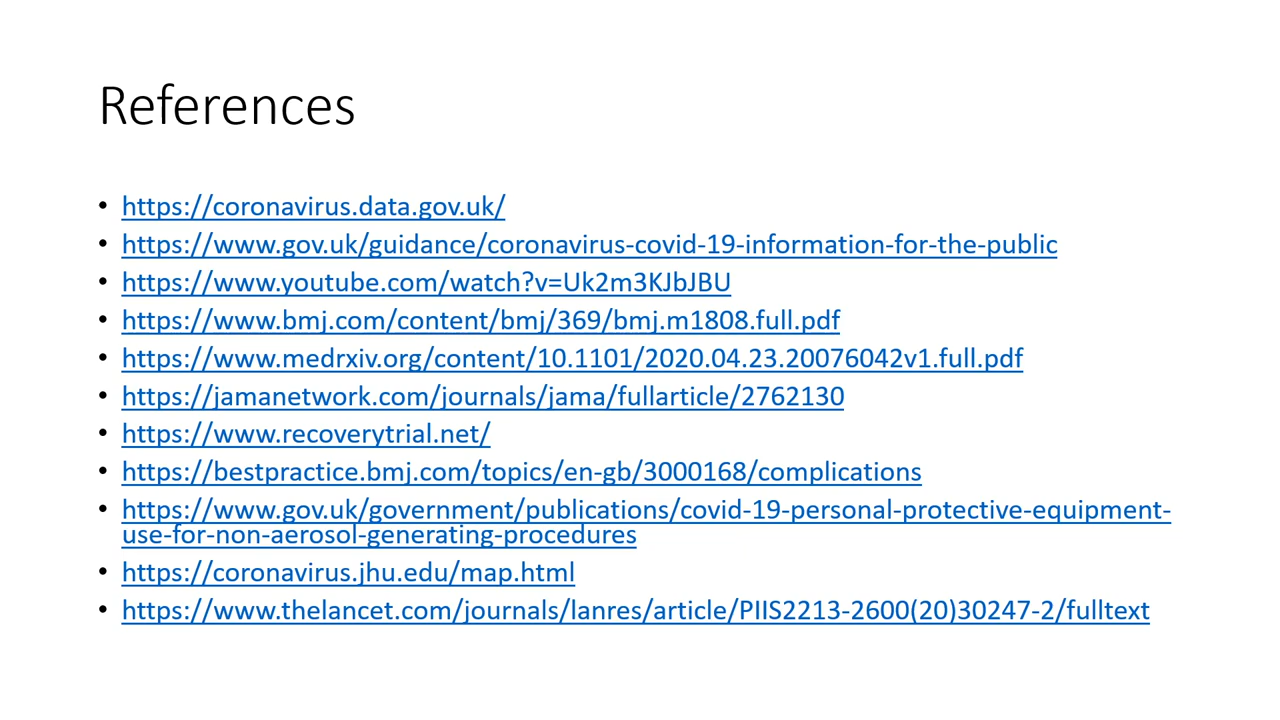 References
• https://coronavirus.data.gov.uk/
• https://www.gov.uk/guidance/coronavirus-covid-19-information-for-the-public
• https://www.youtube.com/watch?v=Uk2m3KJbJBU
• https://www.bmj.com/content/bmj/369/bmj.m1808.full.pdf
• https://www.medrxiv.org/content/10.1101/2020.04.23.20076042v1.full.pdf
• https://jamanetwork.com/journals/jama/fullarticle/2762130
• https://www.recoverytrial.net/
• https://bestpractice.bmj.com/topics/en-gb/3000168/complications
• https://www.gov.uk/government/publications/covid-19-personal-protective-equipment-
use-for-non-aerosol-generating-procedures
• https://coronavirus.jhu.edu/map.html
• https://www.thelancet.com/journals/lanres/article/PIIS2213-2600(20)30247-2/fulltext